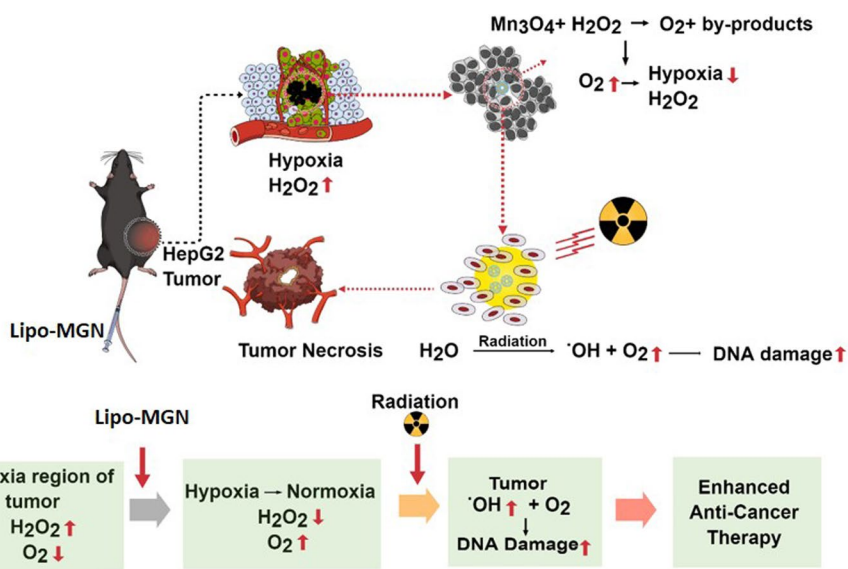 Mn3O4+ H2O2 → O2+ by-products
O2 ↑ → Hypoxia ↓
H2O2
Hypoxia
H2O2 ↑
HepG2
Tumor
Lipo-MGN
Tumor Necrosis
H2O Radiation → ˙OH + O2 ↑ — DNA damage ↑
Lipo-MGN
Radiation
xia region of
tumor
H2O2 ↑
O2 ↓
Hypoxia → Normoxia
H2O2 ↓
O2 ↑
Tumor
˙OH ↑ + O2
↓
DNA Damage ↑
Enhanced
Anti-Cancer
Therapy